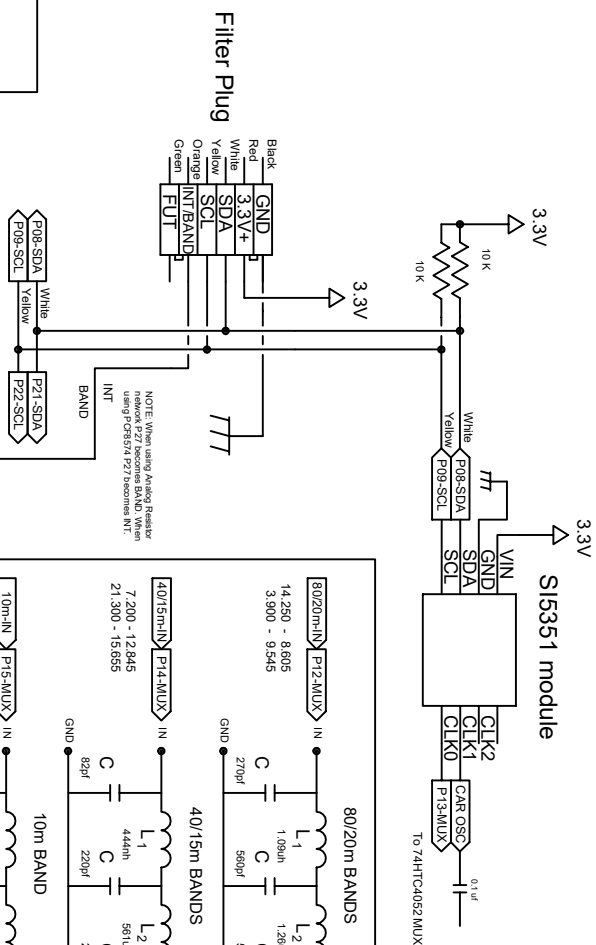 3.3V
10 K
10 K
3.3V
SI5351 module
VIN
GND
SDA
SCL
CLK2
CLK1
CLK0
P08-SDA
P09-SCL
White
Yellow
CAR OSC
P13-MUX
0.1 uf
To 74HTC4052 MUX
Filter Plug
Black
Red
White
Yellow
Orange
Green
GND
3.3V+
SDA
SCL
INT/BAND
FUT
3.3V
P08-SDA
P09-SCL
White
Yellow
P21-SDA
P22-SCL
INT
BAND
NOTE: When using Analog Resistor
network P27 becomes BAND. When
using PCF8574 P27 becomes INT.
80/20m-IN
P12-MUX
IN
14.250 - 8.605
3.900 - 9.545
80/20m BANDS
GND
C
270pf
L1
1.09uh
C
560pf
L2
40/15m-IN
P14-MUX
IN
7.200 - 12.845
21.300 - 15.655
40/15m BANDS
GND
C
82pf
L1
444nh
C
220pf
L2
10m-IN
P15-MUX
IN
10m BAND